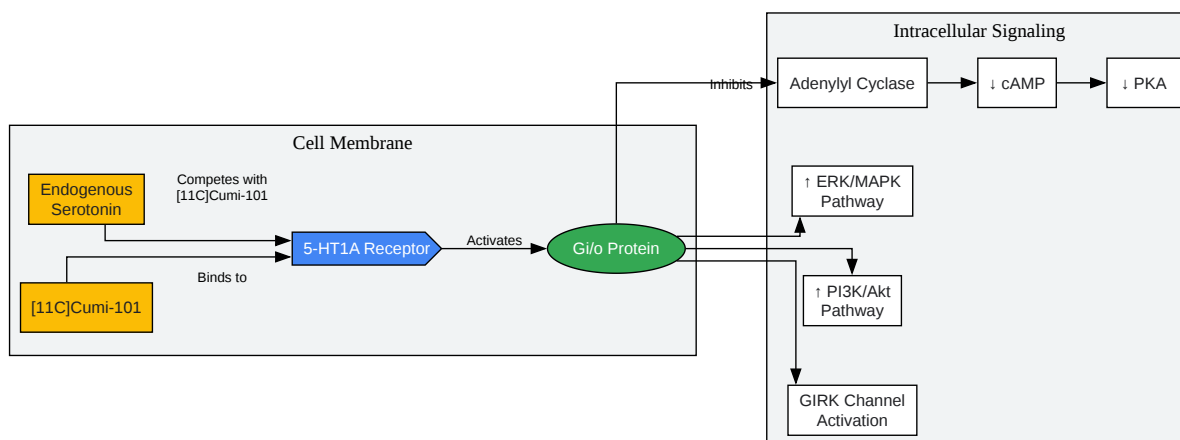 Intracellular Signaling
Inhibits
Adenylyl Cyclase
↓ cAMP
↓ PKA
Cell Membrane
Endogenous
Serotonin
Competes with
[11C]Cumi-101
5-HT1A Receptor
Activates
Gi/o Protein
Binds to
[11C]Cumi-101
↑ ERK/MAPK
Pathway
↑ PI3K/Akt
Pathway
GIRK Channel
Activation